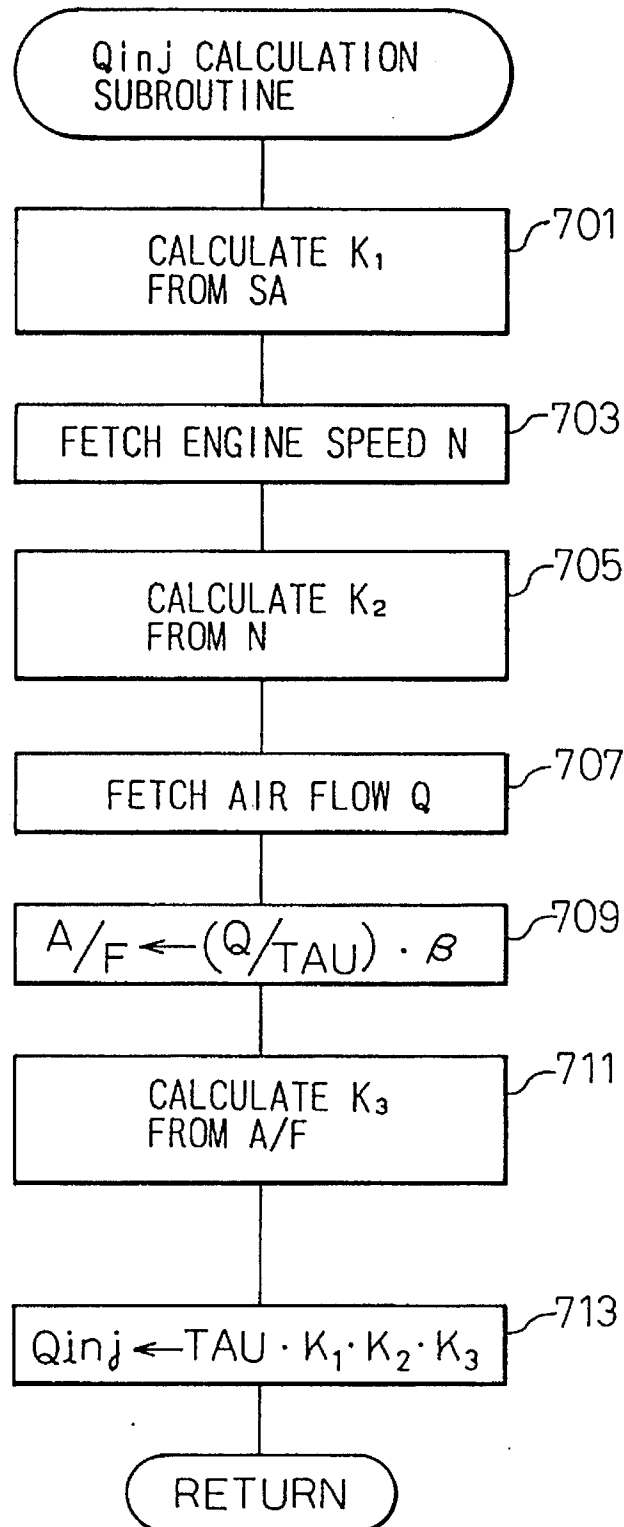 Qinj CALCULATION
SUBROUTINE
CALCULATE K₁
FROM SA
701
FETCH ENGINE SPEED N
703
CALCULATE K₂
FROM N
705
FETCH AIR FLOW Q
707
A/F ← (Q/TAU) · β
709
CALCULATE K₃
FROM A/F
711
Qinj ← TAU · K₁ · K₂ · K₃
713
RETURN